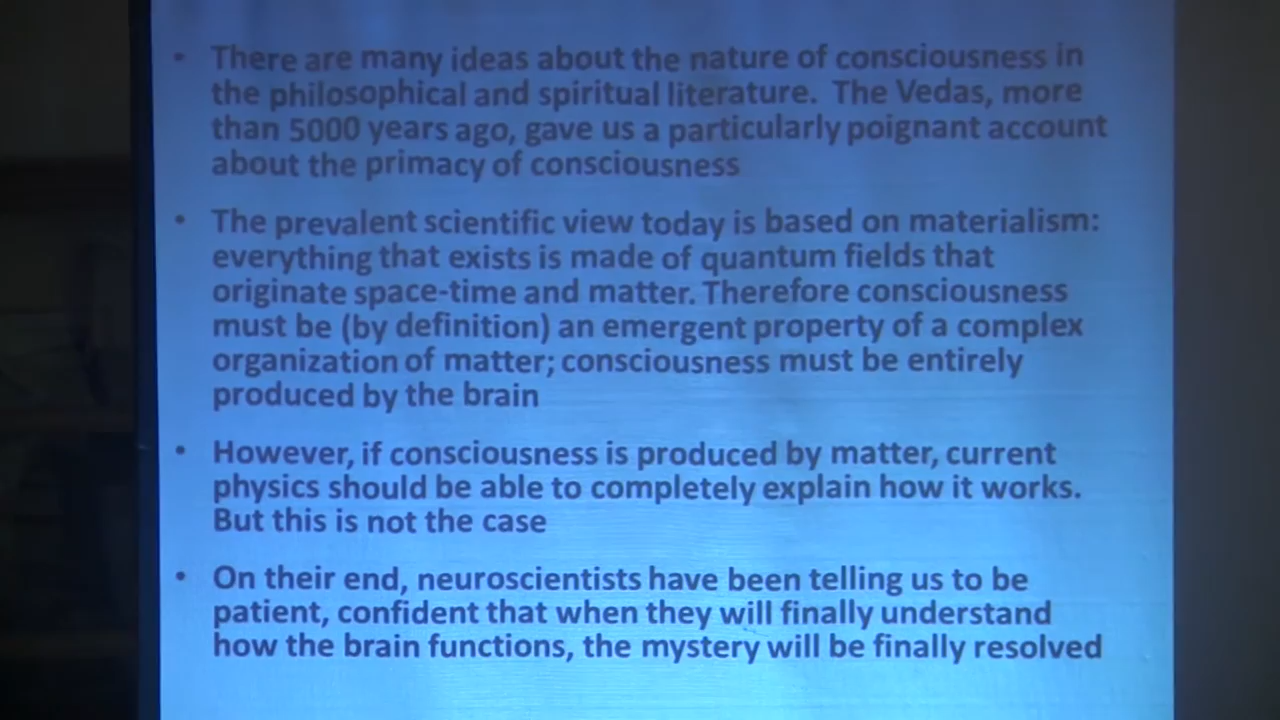 • There are many ideas about the nature of consciousness in
the philosophical and spiritual literature. The Vedas, more
than 5000 years ago, gave us a particularly poignant account
about the primacy of consciousness
• The prevalent scientific view today is based on materialism:
everything that exists is made of quantum fields that
originate space-time and matter. Therefore consciousness
must be (by definition) an emergent property of a complex
organization of matter; consciousness must be entirely
produced by the brain
• However, if consciousness is produced by matter, current
physics should be able to completely explain how it works.
But this is not the case
• On their end, neuroscientists have been telling us to be
patient, confident that when they will finally understand
how the brain functions, the mystery will be finally resolved